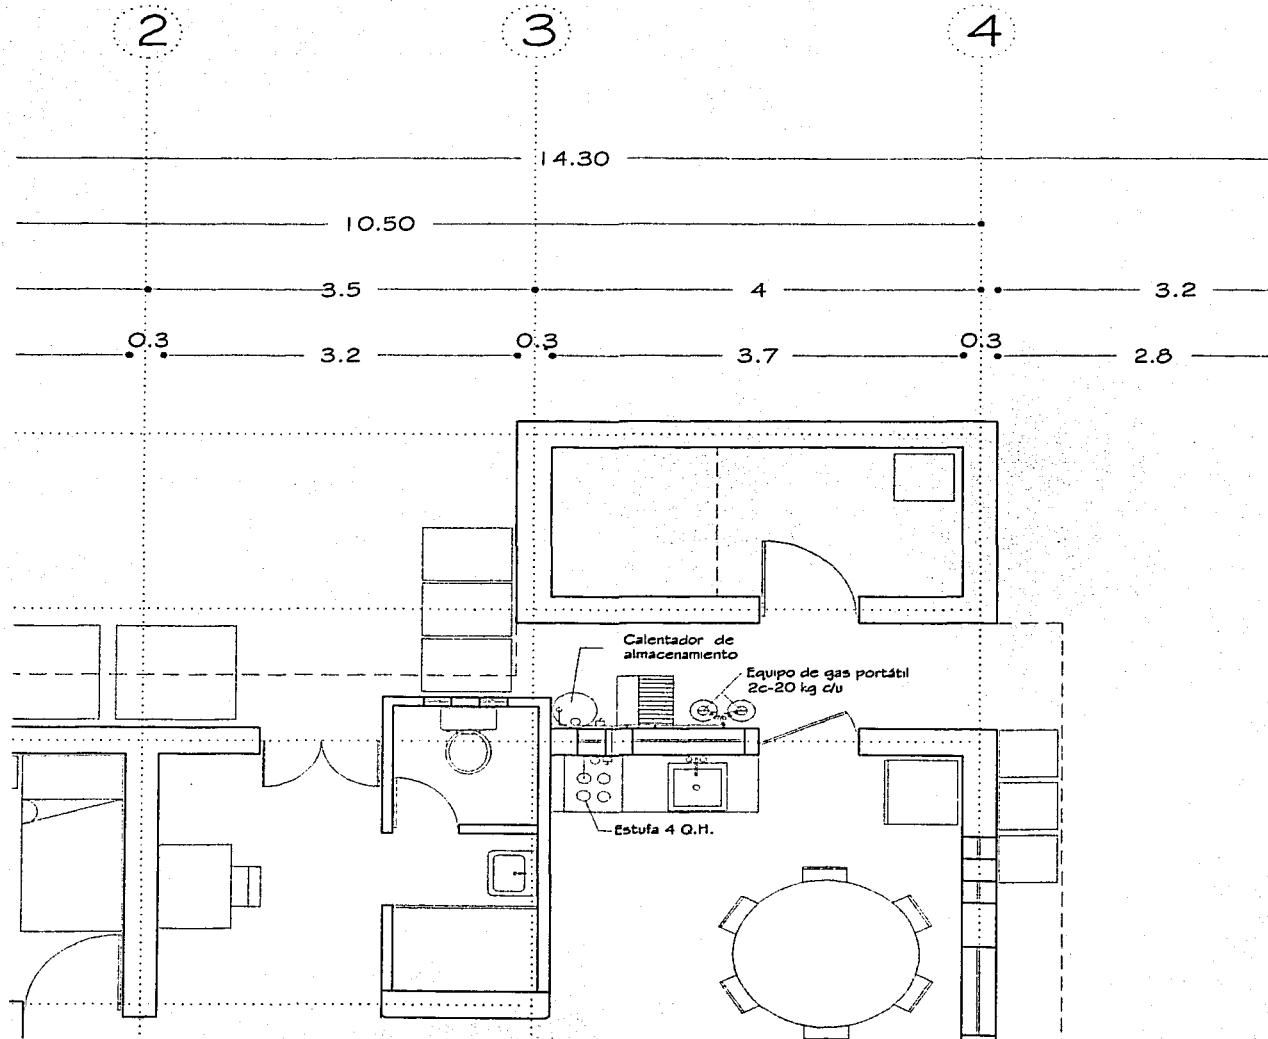 2 3 4
14.30
10.50
3.5 4 3.2
0.3 0.3 0.3
3.2 3.7 2.8
Calentador de
almacenamiento
Equipo de gas portátil
2c-20 kg c/u
Estufa 4 Q.H.